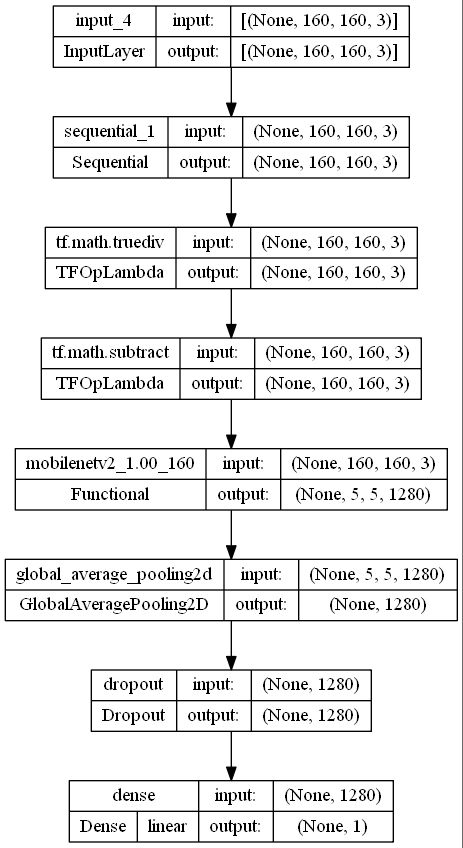 input_4 input: [(None, 160, 160, 3)]
InputLayer output: [(None, 160, 160, 3)]
sequential_1 input: (None, 160, 160, 3)
Sequential output: (None, 160, 160, 3)
tf.math.truediv input: (None, 160, 160, 3)
TFOpLambda output: (None, 160, 160, 3)
tf.math.subtract input: (None, 160, 160, 3)
TFOpLambda output: (None, 160, 160, 3)
mobilenetv2_1.00_160 input: (None, 160, 160, 3)
Functional output: (None, 5, 5, 1280)
global_average_pooling2d input: (None, 5, 5, 1280)
GlobalAveragePooling2D output: (None, 1280)
dropout input: (None, 1280)
Dropout output: (None, 1280)
dense input: (None, 1280)
Dense linear output: (None, 1)